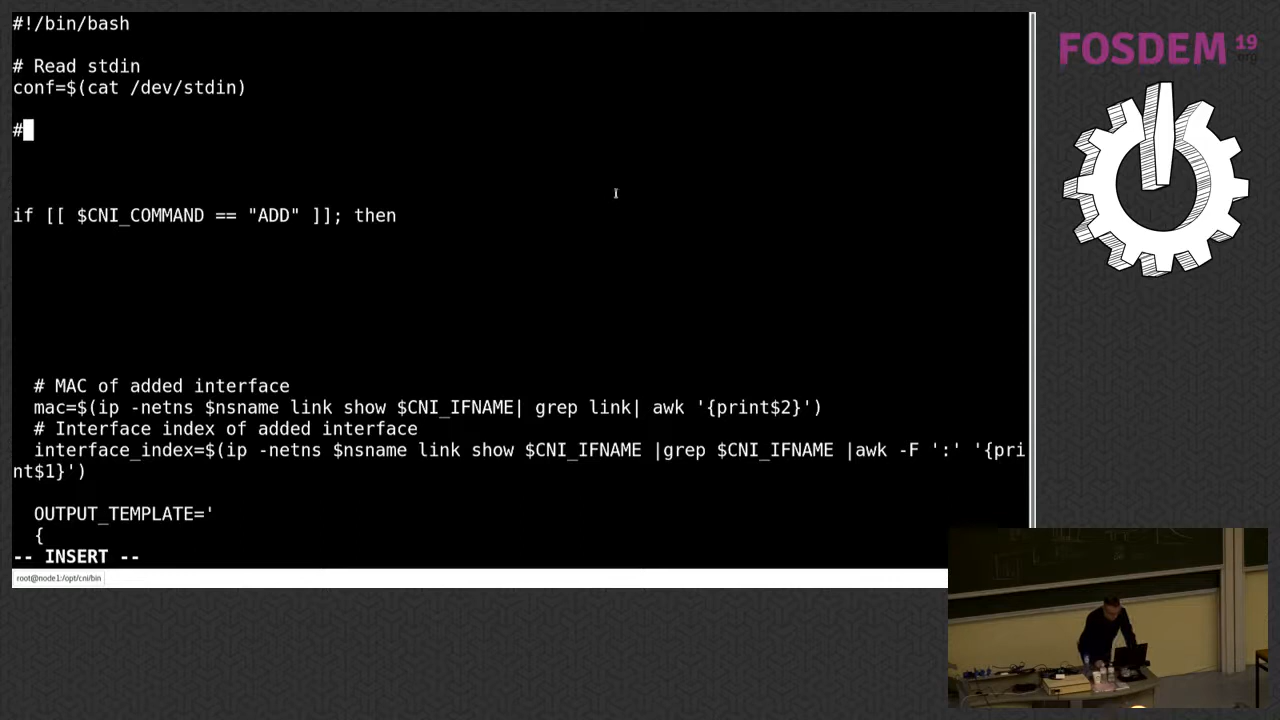 #!/bin/bash
# Read stdin
conf=$(cat /dev/stdin)
#
if [[ $CNI_COMMAND == "ADD" ]]; then
# MAC of added interface
mac=$(ip -netns $nsname link show $CNI_IFNAME| grep link| awk '{print$2}')
# Interface index of added interface
interface_index=$(ip -netns $nsname link show $CNI_IFNAME |grep $CNI_IFNAME |awk -F ':' '{pri
nt$1}')
OUTPUT_TEMPLATE='
{
-- INSERT --
root@node1:/opt/cni/bin
FOSDEM 19
.org